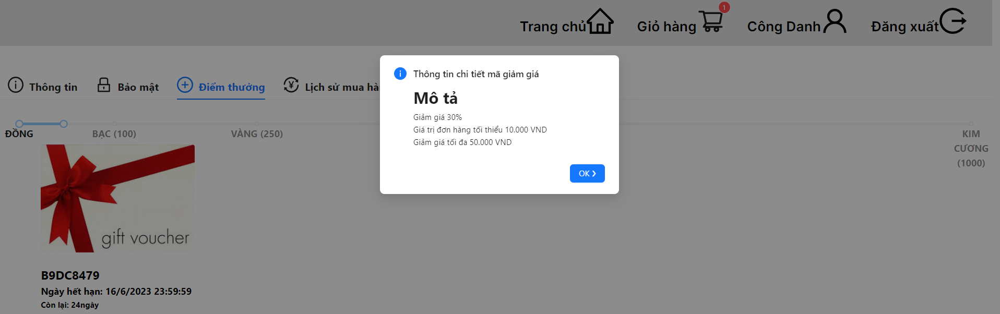 Trang chủ
Giỏ hàng
1
Công Danh
Đăng xuất
Thông tin
Bảo mật
Điểm thưởng
Lịch sử mua hà
Thông tin chi tiết mã giảm giá
Mô tả
Giảm giá 30%
Giá trị đơn hàng tối thiểu 10.000 VND
Giảm giá tối đa 50.000 VND
OK ❯
ĐỒNG
BẠC (100)
VÀNG (250)
KIM
CƯƠNG
(1000)
gift voucher
B9DC8479
Ngày hết hạn: 16/6/2023 23:59:59
Còn lại: 24ngày